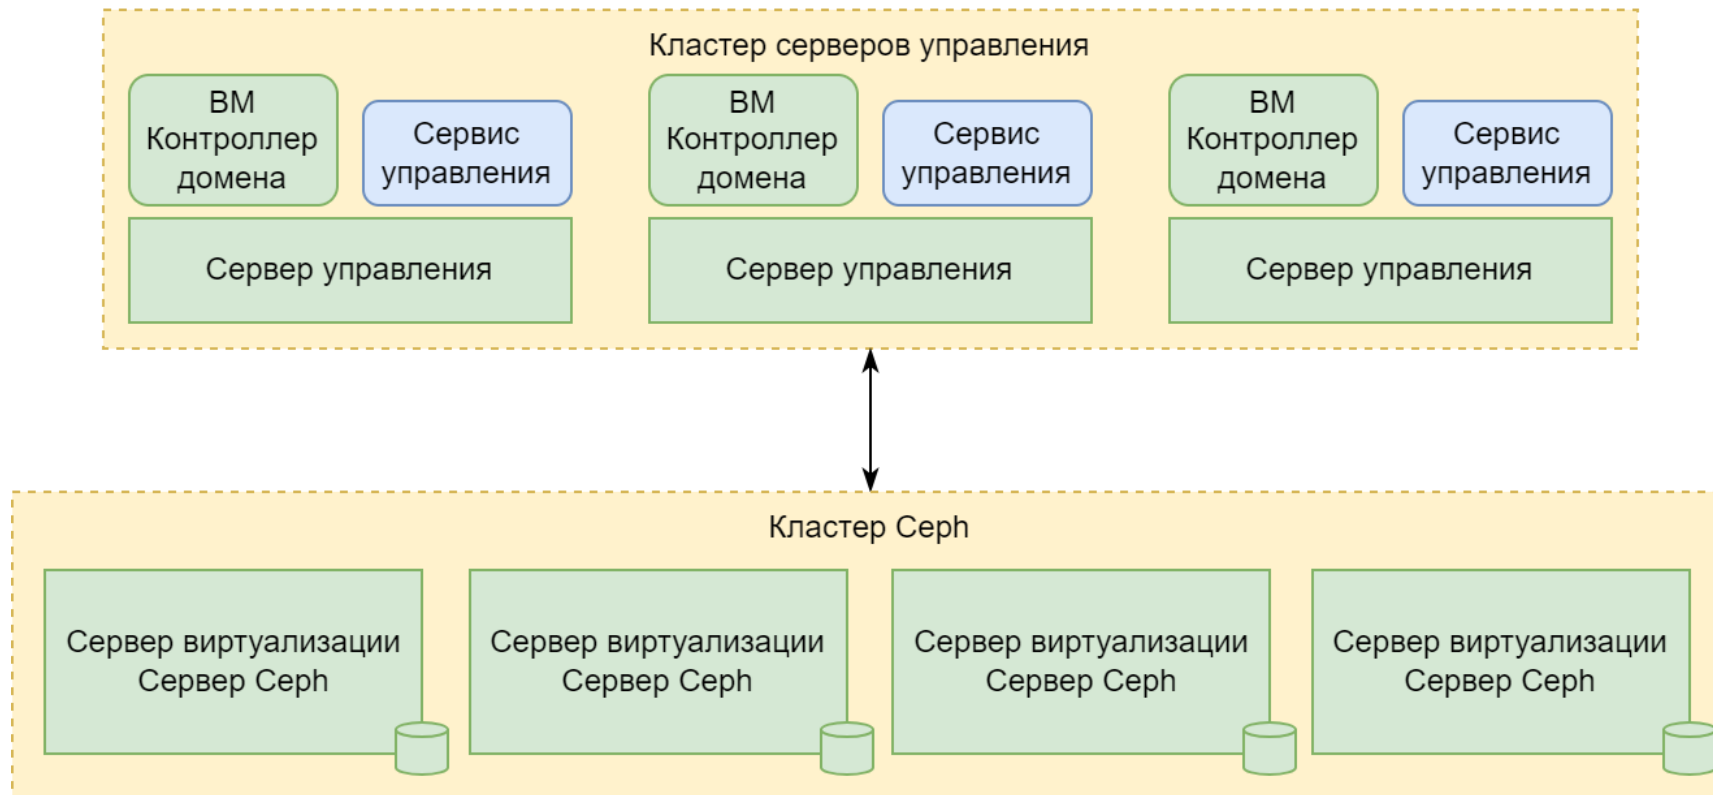 Кластер серверов управления
ВМ
Контроллер
домена
Сервис
управления
Сервер управления
ВМ
Контроллер
домена
Сервис
управления
Сервер управления
ВМ
Контроллер
домена
Сервис
управления
Сервер управления
Кластер Ceph
Сервер виртуализации
Сервер Ceph
Сервер виртуализации
Сервер Ceph
Сервер виртуализации
Сервер Ceph
Сервер виртуализации
Сервер Ceph